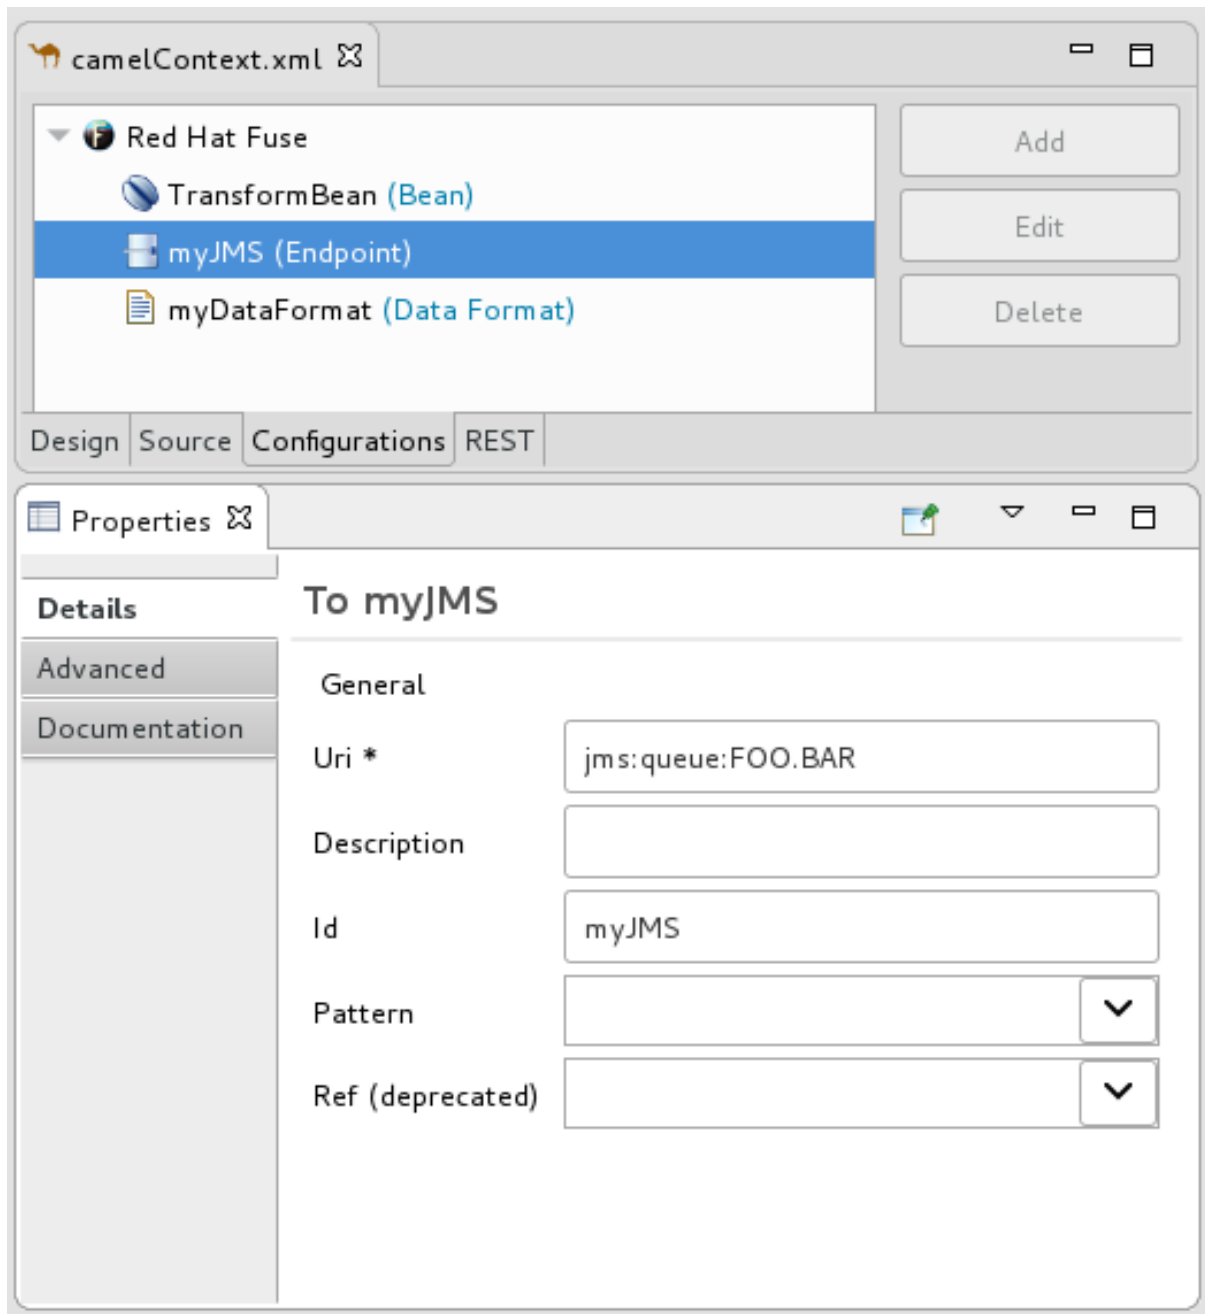 camelContext.xml
Red Hat Fuse
TransformBean (Bean)
myJMS (Endpoint)
myDataFormat (Data Format)
Add
Edit
Delete
Design Source Configurations REST
Properties
Details
Advanced
Documentation
To myJMS
General
Uri * jms:queue:FOO.BAR
Description
Id myJMS
Pattern
Ref (deprecated)